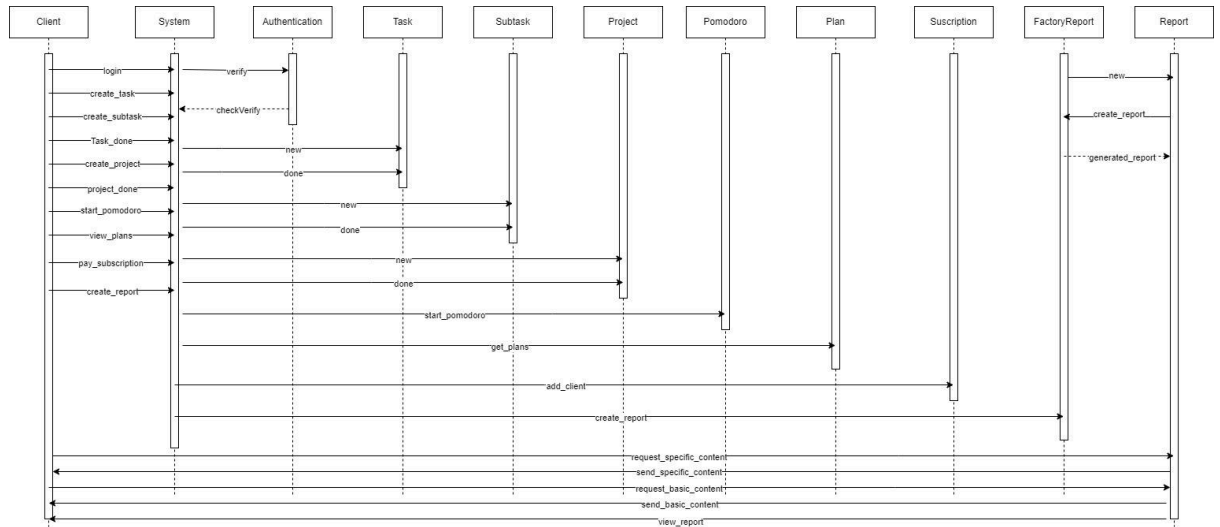 Client
System
Authentication
Task
Subtask
Project
Pomodoro
Plan
Suscription
FactoryReport
Report
login
verify
new
create_task
checkVerify
create_subtask
create_report
Task_done
new
generated_report
create_project
done
project_done
new
start_pomodoro
done
view_plans
new
pay_subscription
done
create_report
start_pomodoro
get_plans
add_client
create_report
request_specific_content
send_specific_content
request_basic_content
send_basic_content
view_report